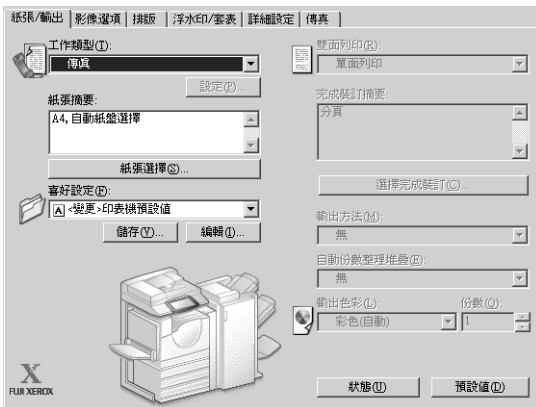 紙張/輸出 影像選項 排版 浮水印/套表 詳細設定 傳真
工作類型(T):
傳真
設定(P)...
紙張摘要:
A4, 自動紙盤選擇
紙張選擇(S)...
喜好設定(F):
A <變更>印表機預設值
儲存(Y)... 編輯(I)...
雙面列印(R):
單面列印
完成裝訂摘要:
分頁
選擇完成裝訂(C)...
輸出方法(M):
無
自動份數整理堆疊(E):
無
輸出色彩(L): 份數(Q):
彩色(自動) 1
X
FUJI XEROX
狀態(U) 預設值(D)